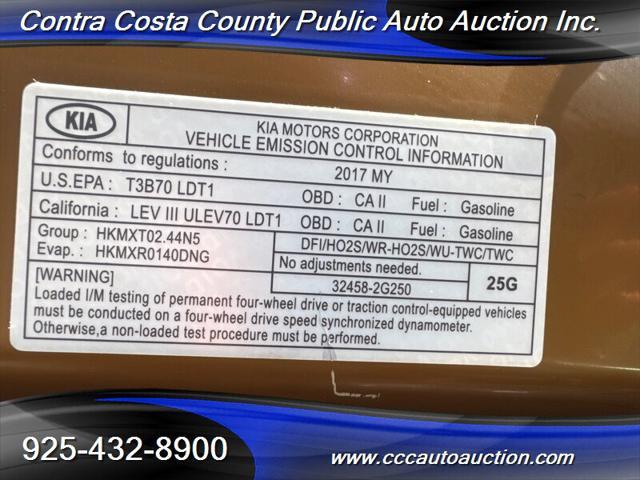 Contra Costa County Public Auto Auction Inc.
KIA
KIA MOTORS CORPORATION
VEHICLE EMISSION CONTROL INFORMATION
Conforms to regulations : 2017 MY
U.S.EPA : T3B70 LDT1 OBD : CA II Fuel : Gasoline
California : LEV III ULEV70 LDT1 OBD : CA II Fuel : Gasoline
Group : HKMXT02.44N5 DFI/HO2S/WR-HO2S/WU-TWC/TWC
Evap. : HKMXR0140DNG No adjustments needed.
32458-2G250 25G
[WARNING]
Loaded I/M testing of permanent four-wheel drive or traction control-equipped vehicles
must be conducted on a four-wheel drive speed synchronized dynamometer.
Otherwise,a non-loaded test procedure must be performed.
925-432-8900
www.cccautoauction.com